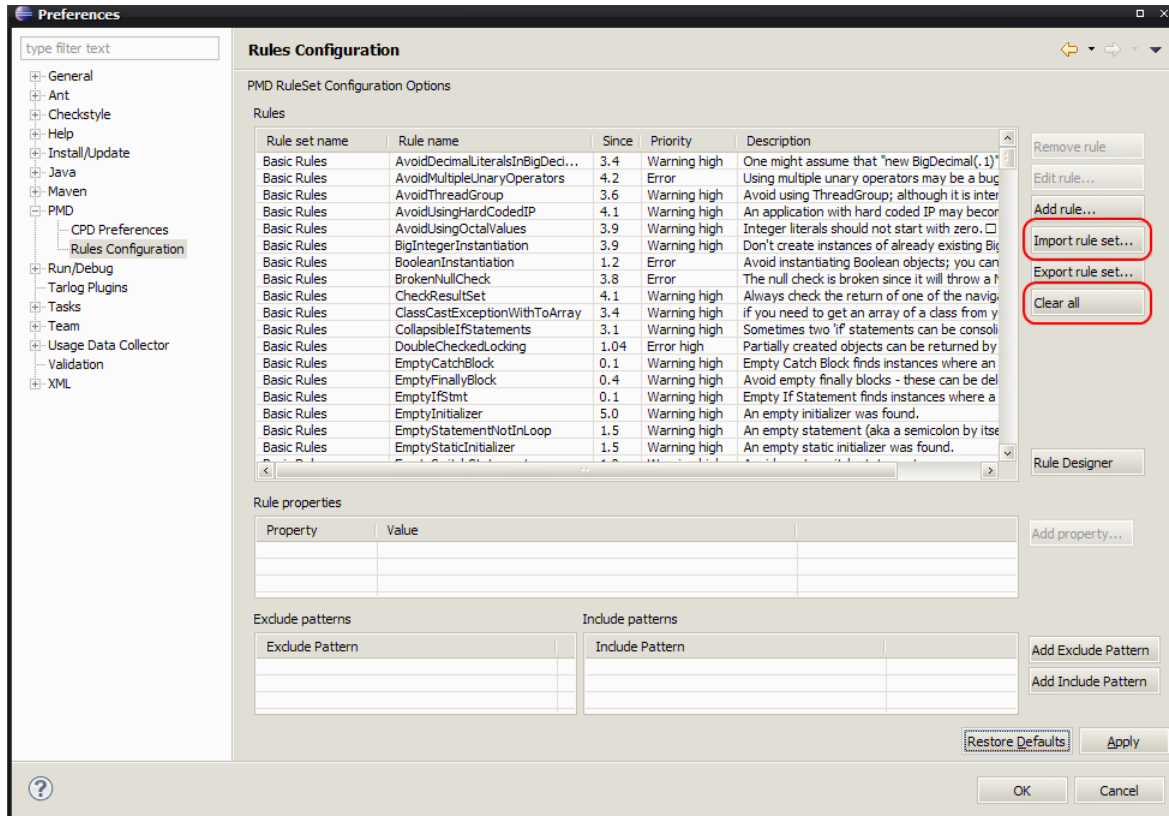 Preferences
type filter text
General
Ant
Checkstyle
Help
Install/Update
Java
Maven
PMD
CPD Preferences
Rules Configuration
Run/Debug
Tarlog Plugins
Tasks
Team
Usage Data Collector
Validation
XML
Rules Configuration
PMD RuleSet Configuration Options
Rules
Rule set name Rule name Since Priority Description
Basic Rules AvoidDecimalLiteralsInBigDeci... 3.4 Warning high One might assume that "new BigDecimal(.1)"
Basic Rules AvoidMultipleUnaryOperators 4.2 Error Using multiple unary operators may be a bug
Basic Rules AvoidThreadGroup 3.6 Warning high Avoid using ThreadGroup; although it is inter
Basic Rules AvoidUsingHardCodedIP 4.1 Warning high An application with hard coded IP may becor
Basic Rules AvoidUsingOctalValues 3.9 Warning high Integer literals should not start with zero. □
Basic Rules BigIntegerInstantiation 3.9 Warning high Don't create instances of already existing Big
Basic Rules BooleanInstantiation 1.2 Error Avoid instantiating Boolean objects; you can
Basic Rules BrokenNullCheck 3.8 Error The null check is broken since it will throw a N
Basic Rules CheckResultSet 4.1 Warning high Always check the return of one of the naviga
Basic Rules ClassCastExceptionWithToArray 3.4 Warning high if you need to get an array of a class from y
Basic Rules CollapsibleIfStatements 3.1 Warning high Sometimes two 'if' statements can be consoli
Basic Rules DoubleCheckedLocking 1.04 Error high Partially created objects can be returned by
Basic Rules EmptyCatchBlock 0.1 Warning high Empty Catch Block finds instances where an
Basic Rules EmptyFinallyBlock 0.4 Warning high Avoid empty finally blocks - these can be del
Basic Rules EmptyIfStmt 0.1 Warning high Empty If Statement finds instances where a
Basic Rules EmptyInitializer 5.0 Warning high An empty initializer was found.
Basic Rules EmptyStatementNotInLoop 1.5 Warning high An empty statement (aka a semicolon by itse
Basic Rules EmptyStaticInitializer 1.5 Warning high An empty static initializer was found.
Remove rule
Edit rule...
Add rule...
Import rule set...
Export rule set...
Clear all
Rule Designer
Rule properties
Property Value
Add property...
Exclude patterns Include patterns
Exclude Pattern Include Pattern
Add Exclude Pattern
Add Include Pattern
Restore Defaults Apply
OK Cancel